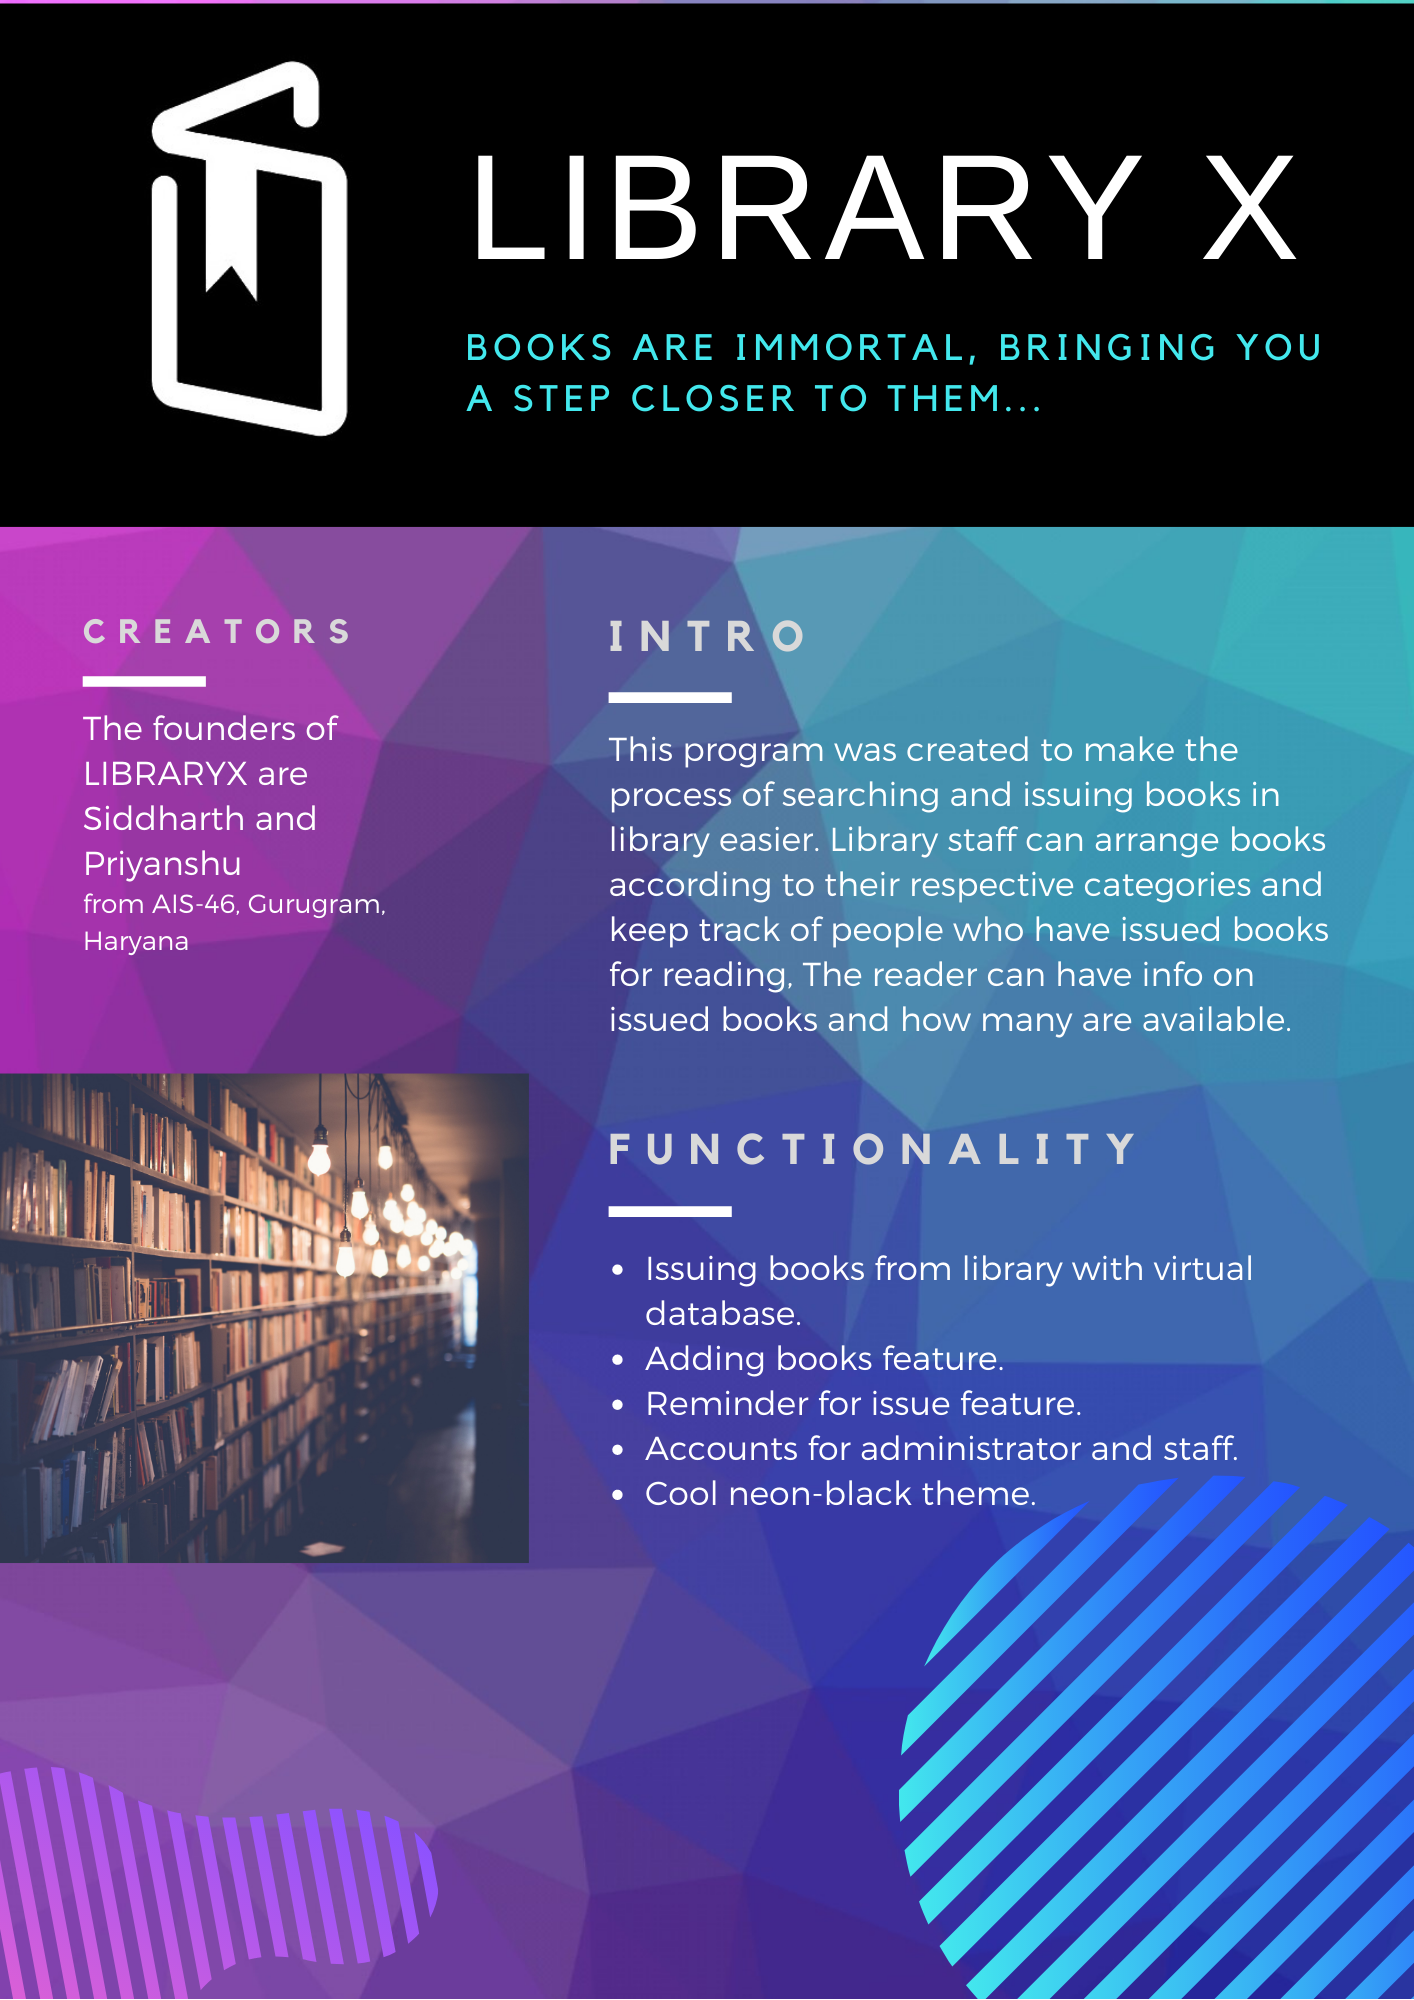 LIBRARY X
BOOKS ARE IMMORTAL, BRINGING YOU
A STEP CLOSER TO THEM...
CREATORS
The founders of
LIBRARYX are
Siddharth and
Priyanshu
from AIS-46, Gurugram,
Haryana
INTRO
This program was created to make the
process of searching and issuing books in
library easier. Library staff can arrange books
according to their respective categories and
keep track of people who have issued books
for reading, The reader can have info on
issued books and how many are available.
FUNCTIONALITY
• Issuing books from library with virtual
database.
• Adding books feature.
• Reminder for issue feature.
• Accounts for administrator and staff.
• Cool neon-black theme.